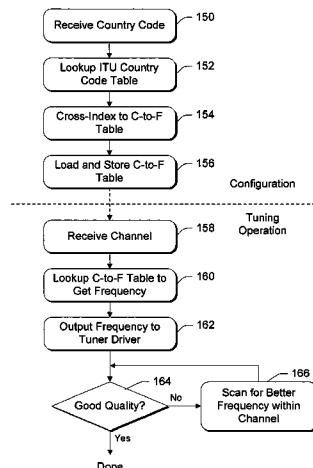 Receive Country Code
150
Lookup ITU Country
Code Table
152
Cross-Index to C-to-F
Table
154
Load and Store C-to-F
Table
156
Configuration
Tuning
Operation
Receive Channel
158
Lookup C-to-F Table to
Get Frequency
160
Output Frequency to
Tuner Driver
162
164
Good Quality?
No
166
Scan for Better
Frequency within
Channel
Yes
Done